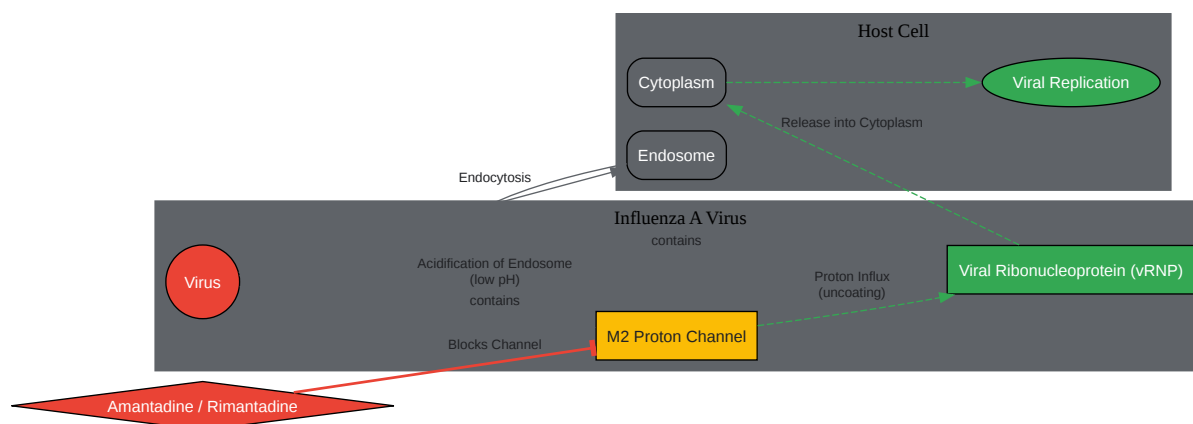 Host Cell
Cytoplasm
Viral Replication
Release into Cytoplasm
Endosome
Endocytosis
Influenza A Virus
contains
Virus
Acidification of Endosome
(low pH)
contains
Proton Influx
(uncoating)
Viral Ribonucleoprotein (vRNP)
M2 Proton Channel
Blocks Channel
Amantadine / Rimantadine